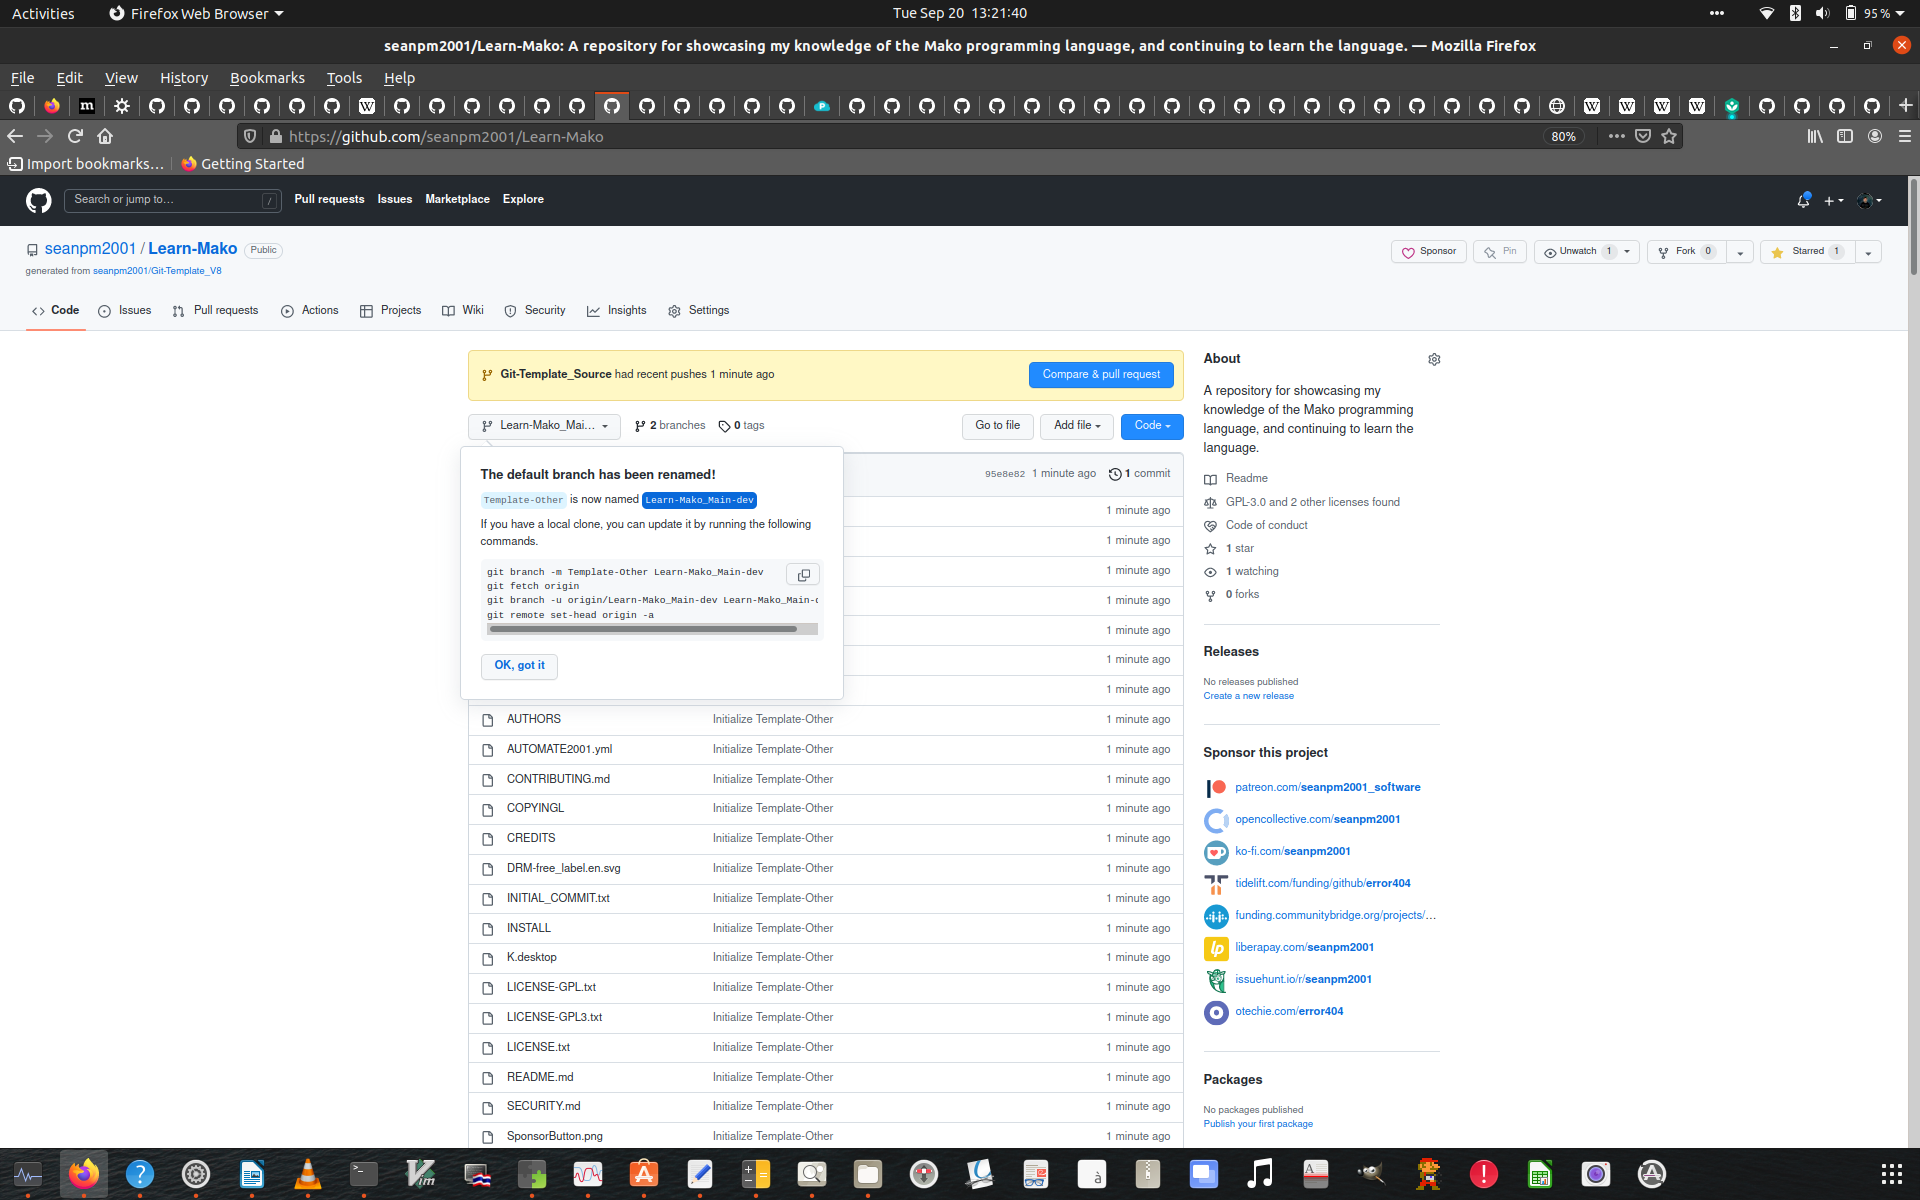 Activities
Firefox Web Browser
Tue Sep 20 13:21:40
95 %
seanpm2001/Learn-Mako: A repository for showcasing my knowledge of the Mako programming language, and continuing to learn the language. — Mozilla Firefox
File Edit View History Bookmarks Tools Help
https://github.com/seanpm2001/Learn-Mako
80%
Import bookmarks…
Getting Started
Search or jump to…
/
Pull requests Issues Marketplace Explore
seanpm2001 / Learn-Mako Public
generated from seanpm2001/Git-Template_V8
Sponsor
Pin
Unwatch 1
Fork 0
Starred 1
Code Issues Pull requests Actions Projects Wiki Security Insights Settings
Git-Template_Source had recent pushes 1 minute ago
Compare & pull request
Learn-Mako_Mai…
2 branches
0 tags
Go to file
Add file
Code
The default branch has been renamed!
Template-Other is now named Learn-Mako_Main-dev
If you have a local clone, you can update it by running the following
commands.
git branch -m Template-Other Learn-Mako_Main-dev
git fetch origin
git branch -u origin/Learn-Mako_Main-dev Learn-Mako_Main-
git remote set-head origin -a
OK, got it
95e8e82 1 minute ago 1 commit
1 minute ago
1 minute ago
1 minute ago
1 minute ago
1 minute ago
1 minute ago
1 minute ago
AUTHORS Initialize Template-Other 1 minute ago
AUTOMATE2001.yml Initialize Template-Other 1 minute ago
CONTRIBUTING.md Initialize Template-Other 1 minute ago
COPYINGL Initialize Template-Other 1 minute ago
CREDITS Initialize Template-Other 1 minute ago
DRM-free_label.en.svg Initialize Template-Other 1 minute ago
INITIAL_COMMIT.txt Initialize Template-Other 1 minute ago
INSTALL Initialize Template-Other 1 minute ago
K.desktop Initialize Template-Other 1 minute ago
LICENSE-GPL.txt Initialize Template-Other 1 minute ago
LICENSE-GPL3.txt Initialize Template-Other 1 minute ago
LICENSE.txt Initialize Template-Other 1 minute ago
README.md Initialize Template-Other 1 minute ago
SECURITY.md Initialize Template-Other 1 minute ago
SponsorButton.png Initialize Template-Other 1 minute ago
About
A repository for showcasing my
knowledge of the Mako programming
language, and continuing to learn the
language.
Readme
GPL-3.0 and 2 other licenses found
Code of conduct
1 star
1 watching
0 forks
Releases
No releases published
Create a new release
Sponsor this project
patreon.com/seanpm2001_software
opencollective.com/seanpm2001
ko-fi.com/seanpm2001
tidelift.com/funding/github/error404
funding.communitybridge.org/projects/…
liberapay.com/seanpm2001
issuehunt.io/r/seanpm2001
otechie.com/error404
Packages
No packages published
Publish your first package